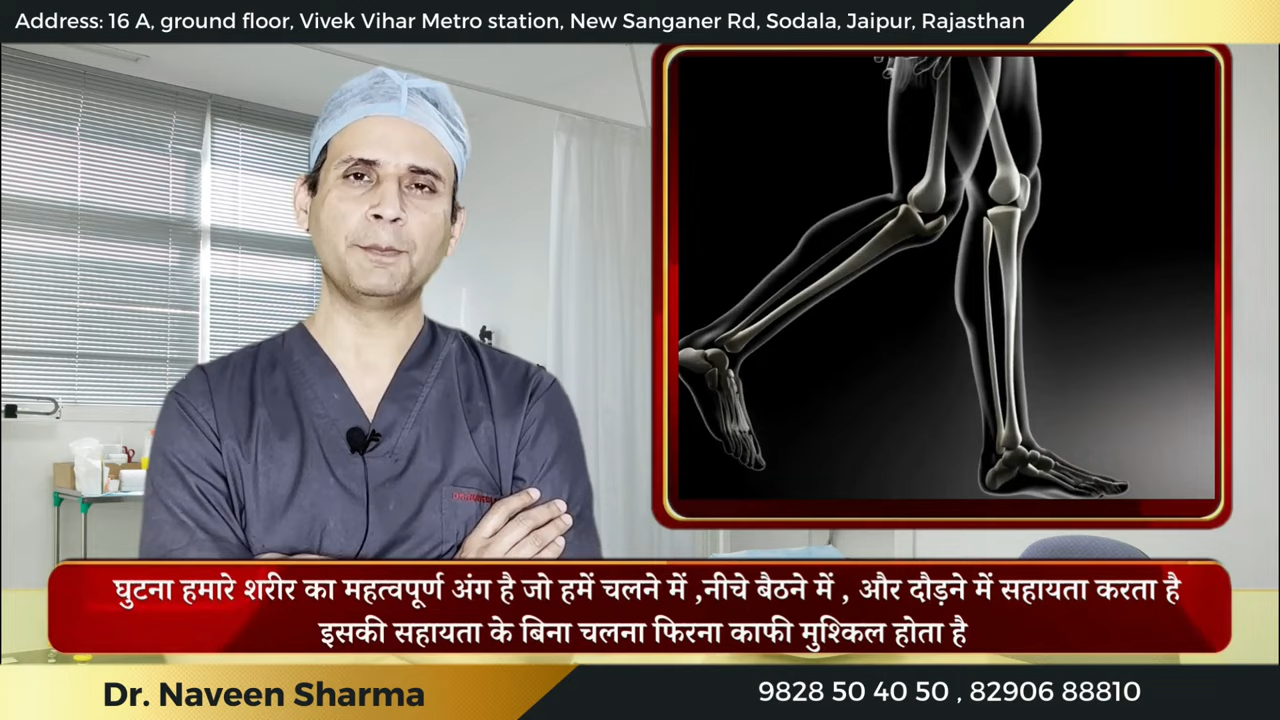 Address: 16 A, ground floor, Vivek Vihar Metro station, New Sanganer Rd, Sodala, Jaipur, Rajasthan
घुटना हमारे शरीर का महत्वपूर्ण अंग है जो हमें चलने में ,नीचे बैठने में , और दौड़ने में सहायता करता है
इसकी सहायता के बिना चलना फिरना काफी मुश्किल होता है
Dr. Naveen Sharma
9828 50 40 50 , 82906 88810